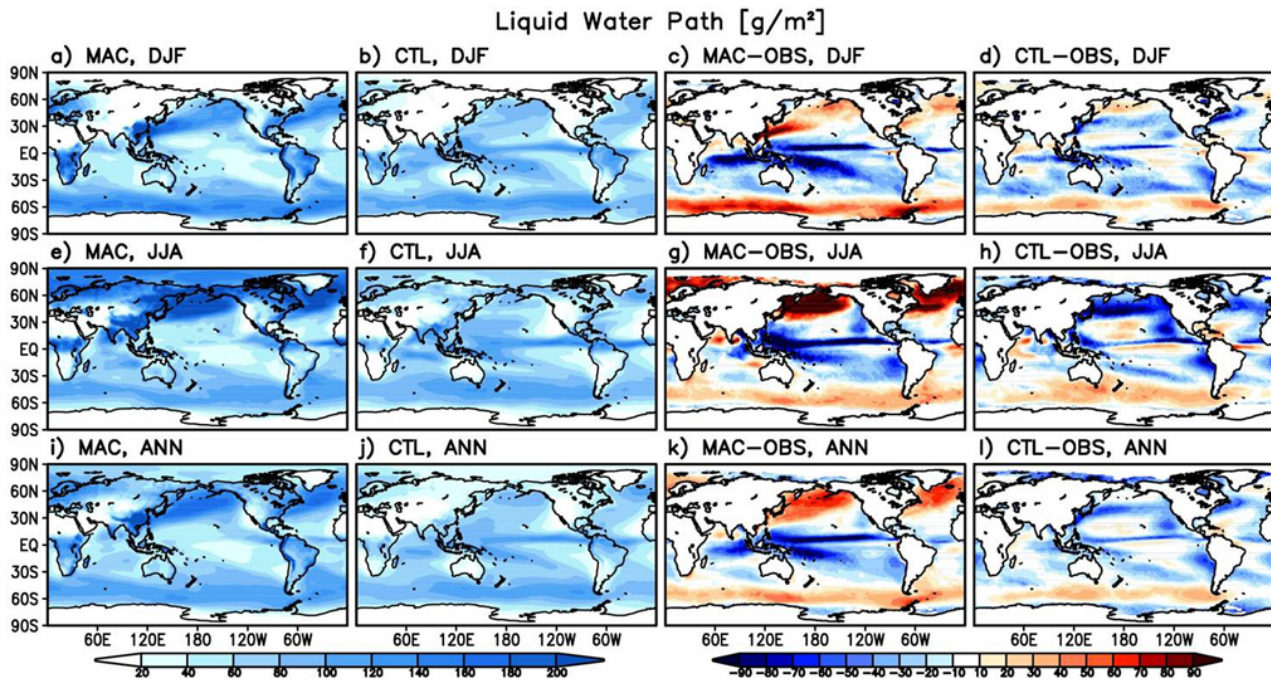 Liquid Water Path [g/m²]
a) MAC, DJF
b) CTL, DJF
c) MAC−OBS, DJF
d) CTL−OBS, DJF
90N
60N
30N
EQ
30S
60S
90S
e) MAC, JJA
f) CTL, JJA
g) MAC−OBS, JJA
h) CTL−OBS, JJA
90N
60N
30N
EQ
30S
60S
90S
i) MAC, ANN
j) CTL, ANN
k) MAC−OBS, ANN
l) CTL−OBS, ANN
90N
60N
30N
EQ
30S
60S
90S
60E 120E 180 120W 60W 60E 120E 180 120W 60W 60E 120E 180 120W 60W 60E 120E 180 120W 60W
20 40 60 80 100 120 140 160 180 200
−90 −70 −60 −50 −40 −30 −20 −10 10 20 30 40 50 60 70 90